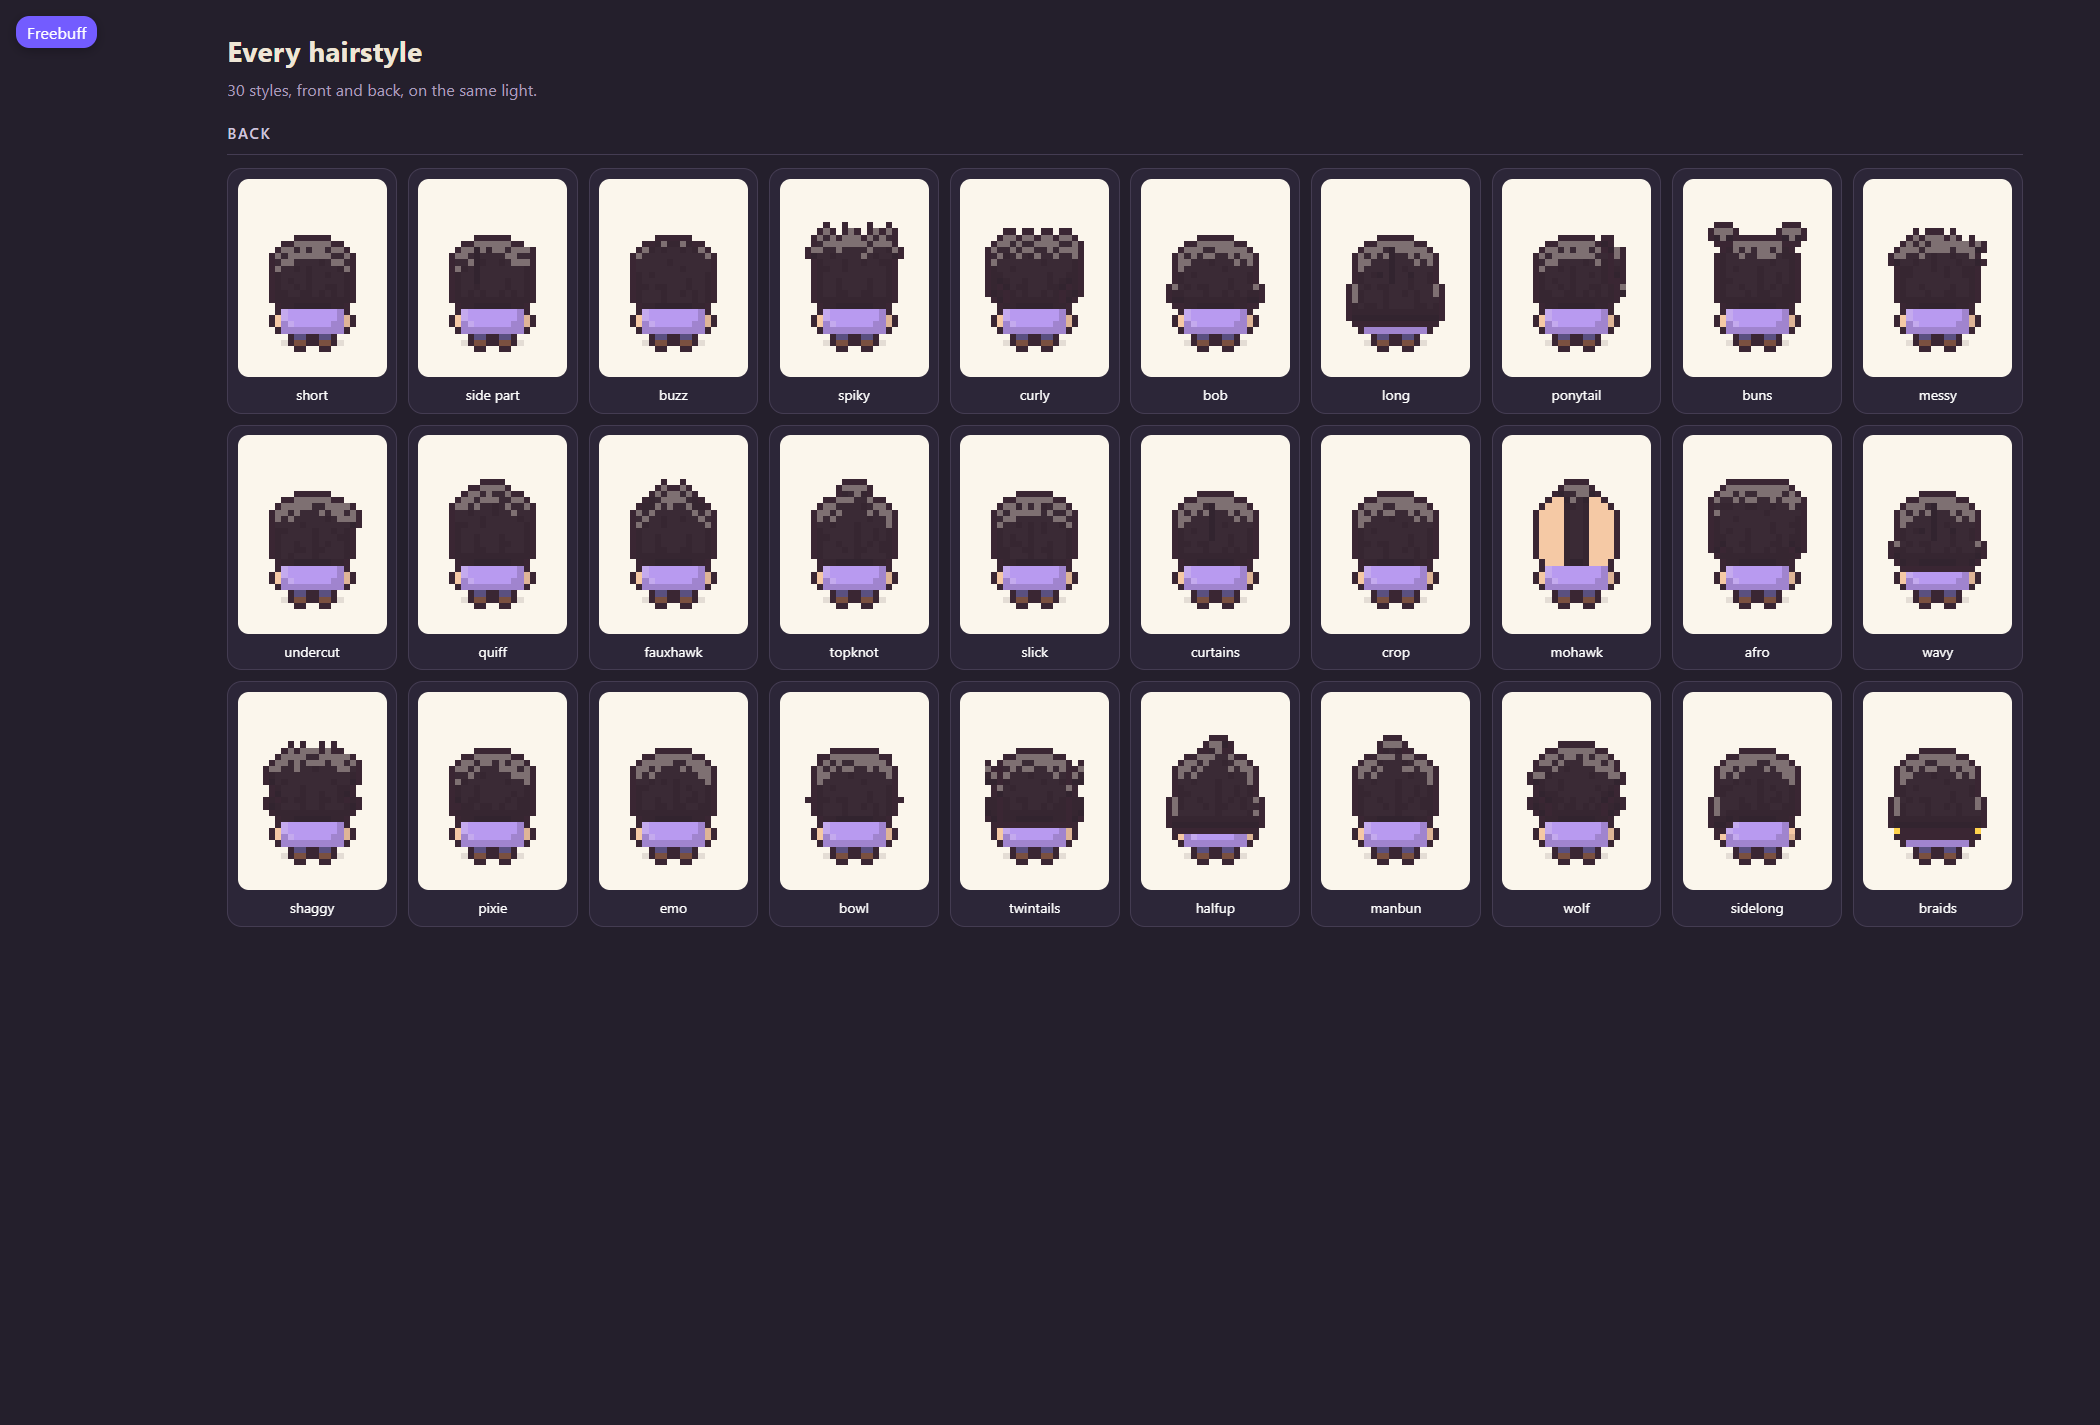 Freebuff
Every hairstyle
30 styles, front and back, on the same light.
BACK
short side part buzz spiky curly bob long ponytail buns messy
undercut quiff fauxhawk topknot slick curtains crop mohawk afro wavy
shaggy pixie emo bowl twintails halfup manbun wolf sidelong braids